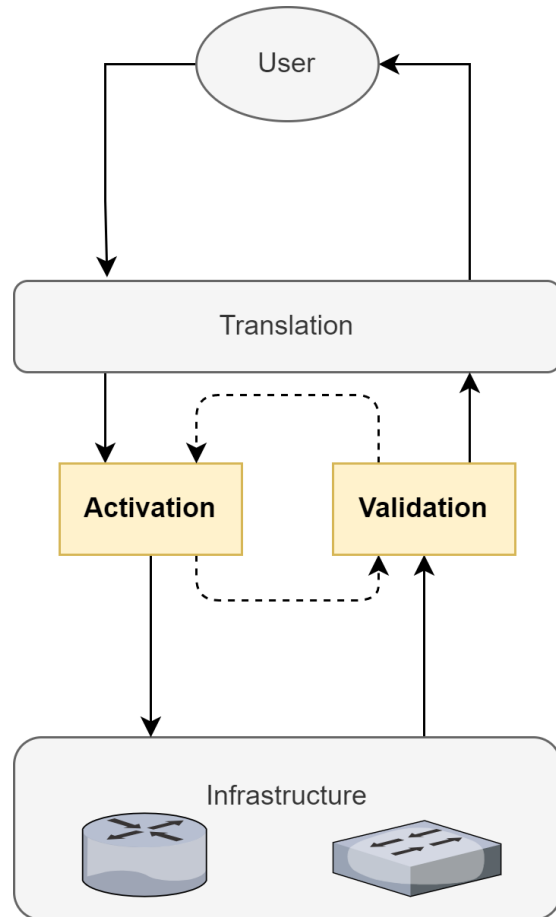 User
Translation
Activation
Validation
Infrastructure